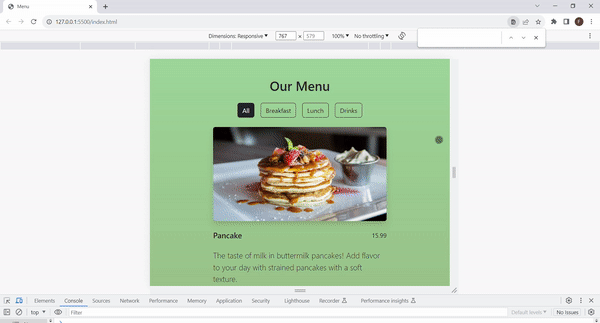 Menu
127.0.0.1:5500/index.html
Dimensions: Responsive 767 × 579 100% No throttling
Our Menu
All Breakfast Lunch Drinks
Pancake 15.99
The taste of milk in buttermilk pancakes! Add flavor
to your day with strained pancakes with a soft
texture.
Elements Console Sources Network Performance Memory Application Security Lighthouse Recorder Performance insights
top Filter Default levels No Issues